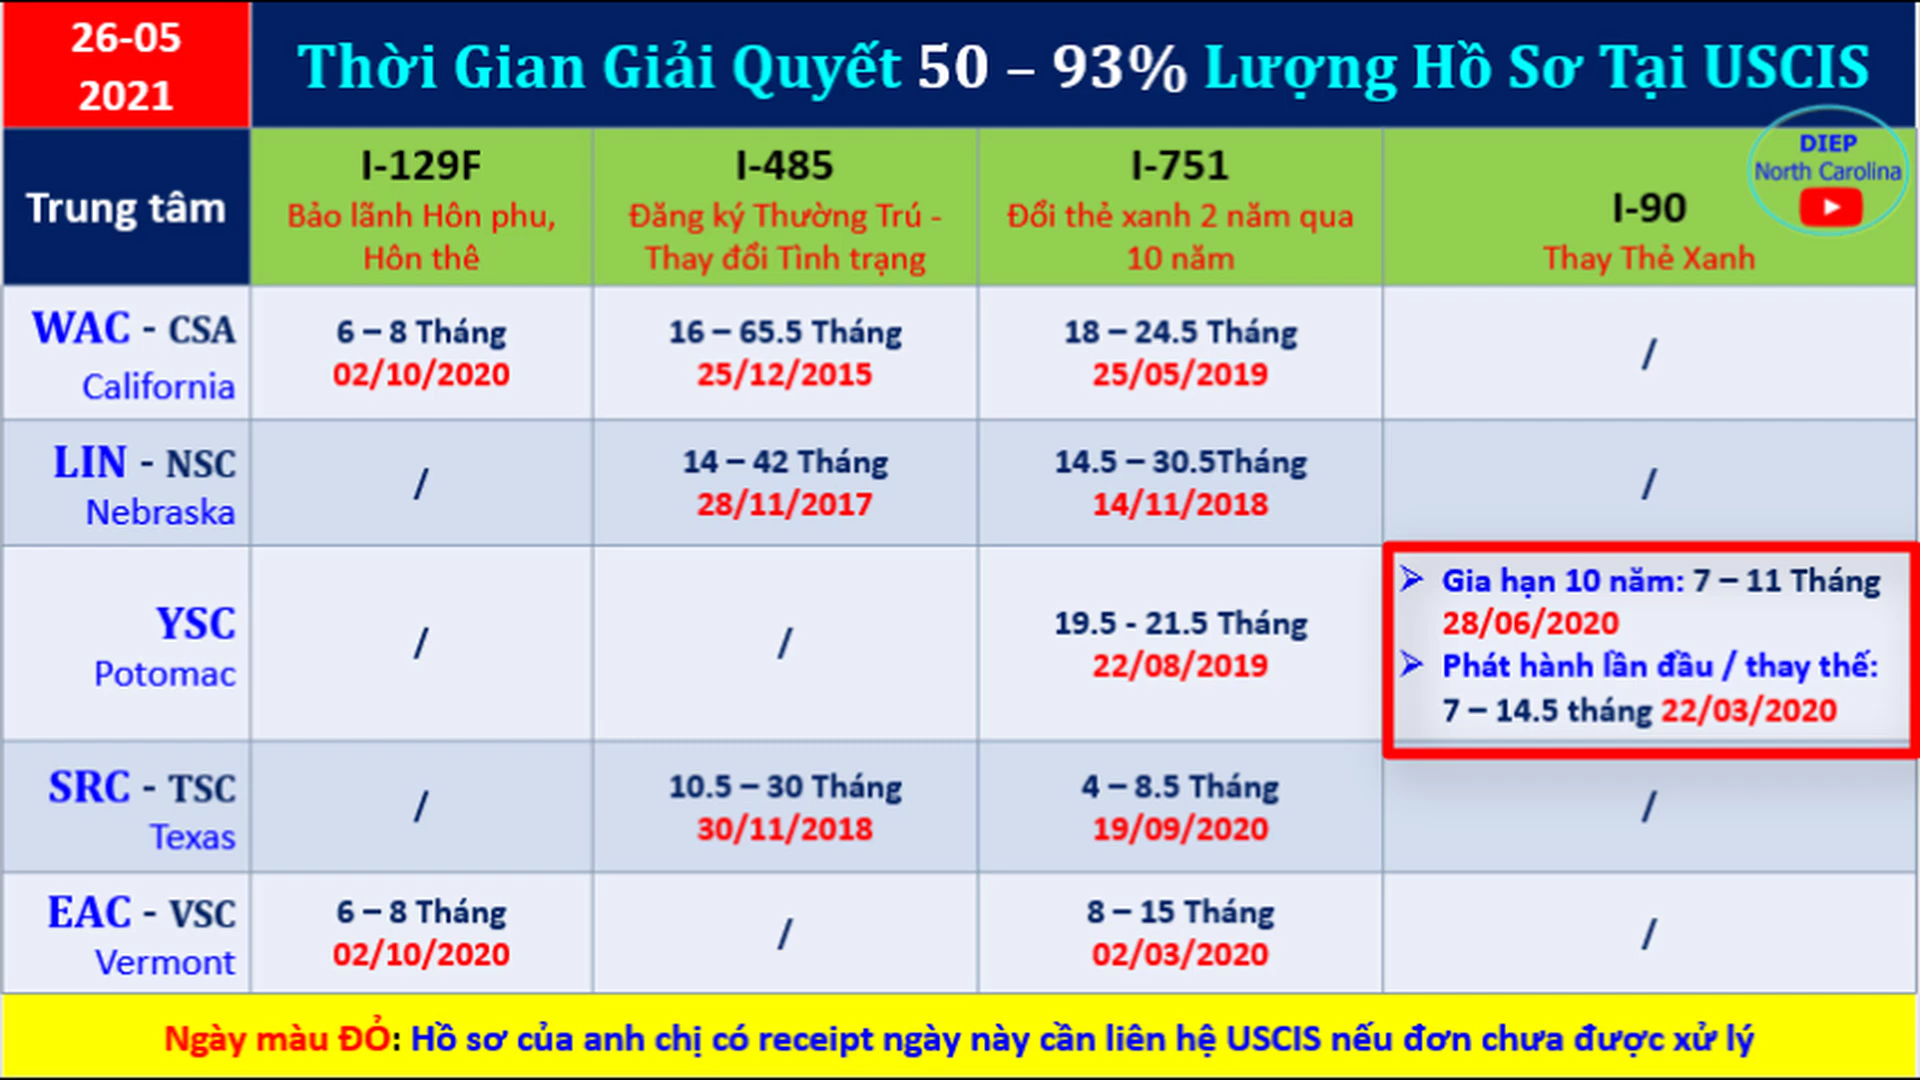 26-05
2021
Thời Gian Giải Quyết 50 – 93% Lượng Hồ Sơ Tại USCIS
DIEP
North Carolina
Trung tâm
I-129F
Bảo lãnh Hôn phu,
Hôn thê
I-485
Đăng ký Thường Trú -
Thay đổi Tình trạng
I-751
Đổi thẻ xanh 2 năm qua
10 năm
I-90
Thay Thẻ Xanh
WAC - CSA
California
6 – 8 Tháng
02/10/2020
16 – 65.5 Tháng
25/12/2015
18 – 24.5 Tháng
25/05/2019
/
LIN - NSC
Nebraska
/
14 – 42 Tháng
28/11/2017
14.5 – 30.5Tháng
14/11/2018
/
YSC
Potomac
/
/
19.5 - 21.5 Tháng
22/08/2019
Gia hạn 10 năm: 7 – 11 Tháng
28/06/2020
Phát hành lần đầu / thay thế:
7 – 14.5 tháng 22/03/2020
SRC - TSC
Texas
/
10.5 – 30 Tháng
30/11/2018
4 – 8.5 Tháng
19/09/2020
/
EAC - VSC
Vermont
6 – 8 Tháng
02/10/2020
/
8 – 15 Tháng
02/03/2020
/
Ngày màu ĐỎ: Hồ sơ của anh chị có receipt ngày này cần liên hệ USCIS nếu đơn chưa được xử lý